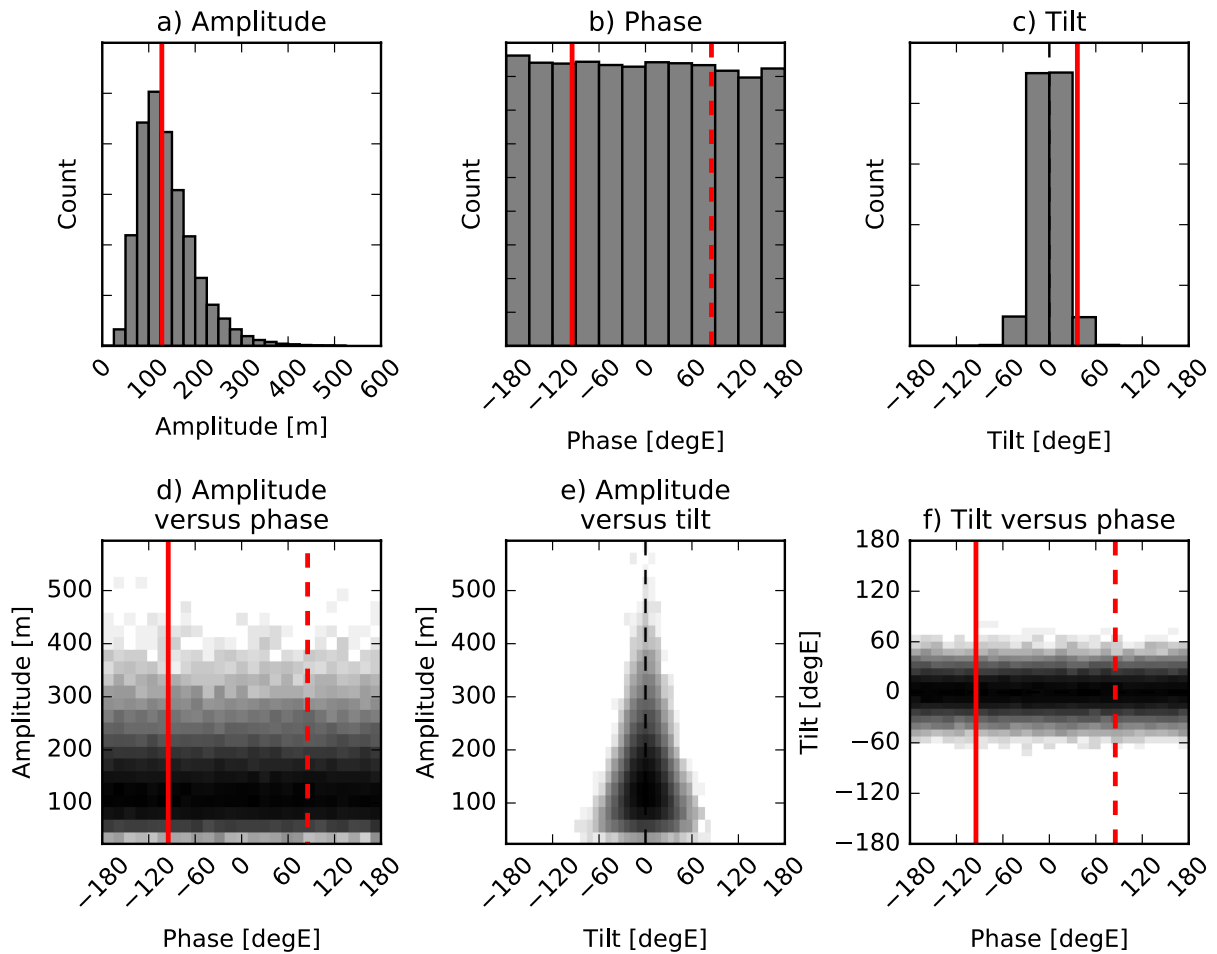 a) Amplitude
b) Phase
c) Tilt
Count
0
100
200
300
400
500
600
Amplitude [m]
Count
−180
−120
−60
0
60
120
180
Phase [degE]
Count
−180
−120
−60
0
60
120
180
Tilt [degE]
d) Amplitude
versus phase
Amplitude [m]
500
400
300
200
100
−180
−120
−60
0
60
120
180
Phase [degE]
e) Amplitude
versus tilt
Amplitude [m]
500
400
300
200
100
−180
−120
−60
0
60
120
180
Tilt [degE]
f) Tilt versus phase
Tilt [degE]
180
120
60
0
−60
−120
−180
−180
−120
−60
0
60
120
180
Phase [degE]